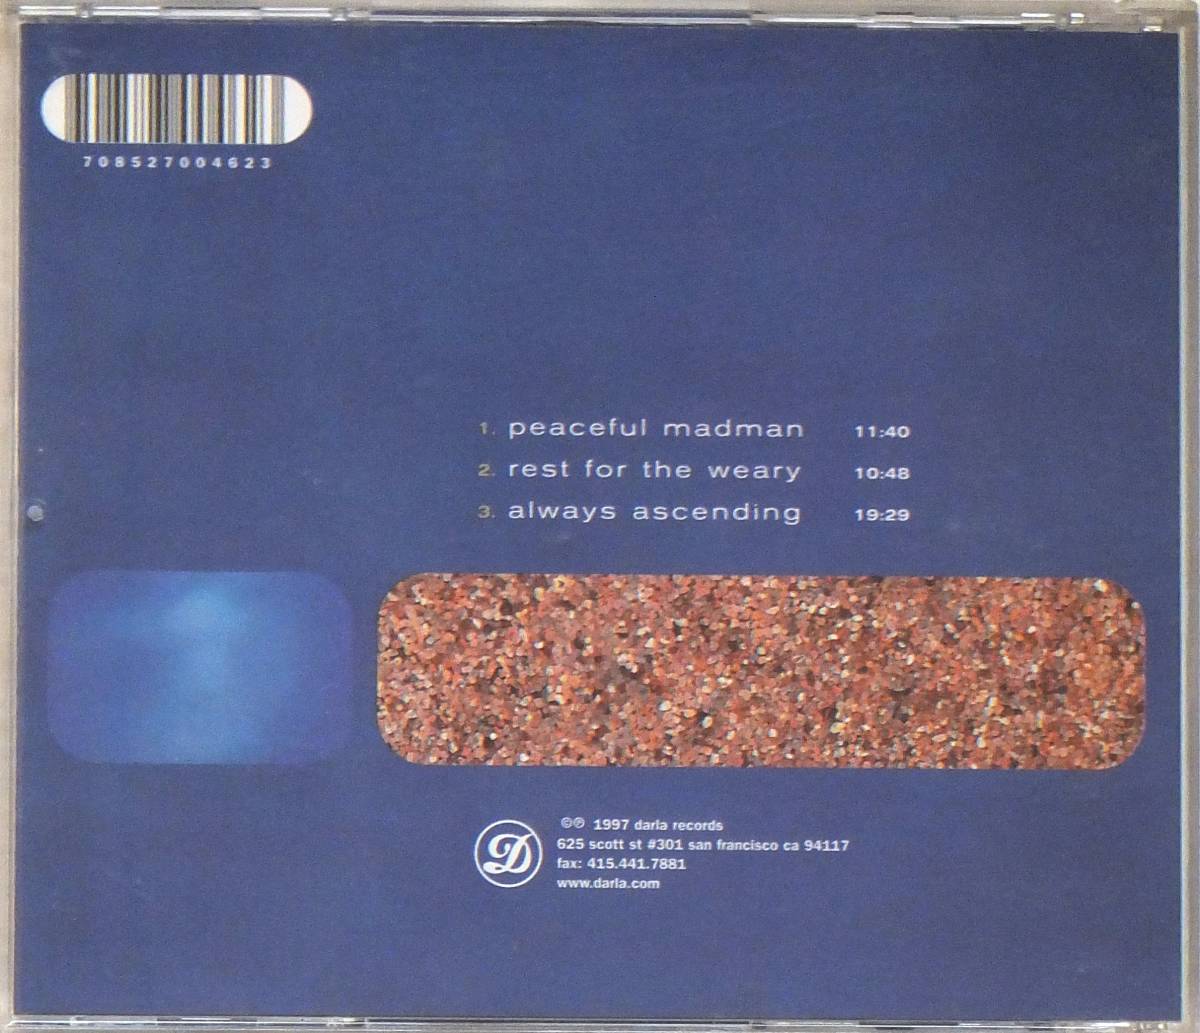 708527004623
1. peaceful madman 11:40
2. rest for the weary 10:48
3. always ascending 19:29
D
©℗ 1997 darla records
625 scott st #301 san francisco ca 94117
fax: 415.441.7881
www.darla.com